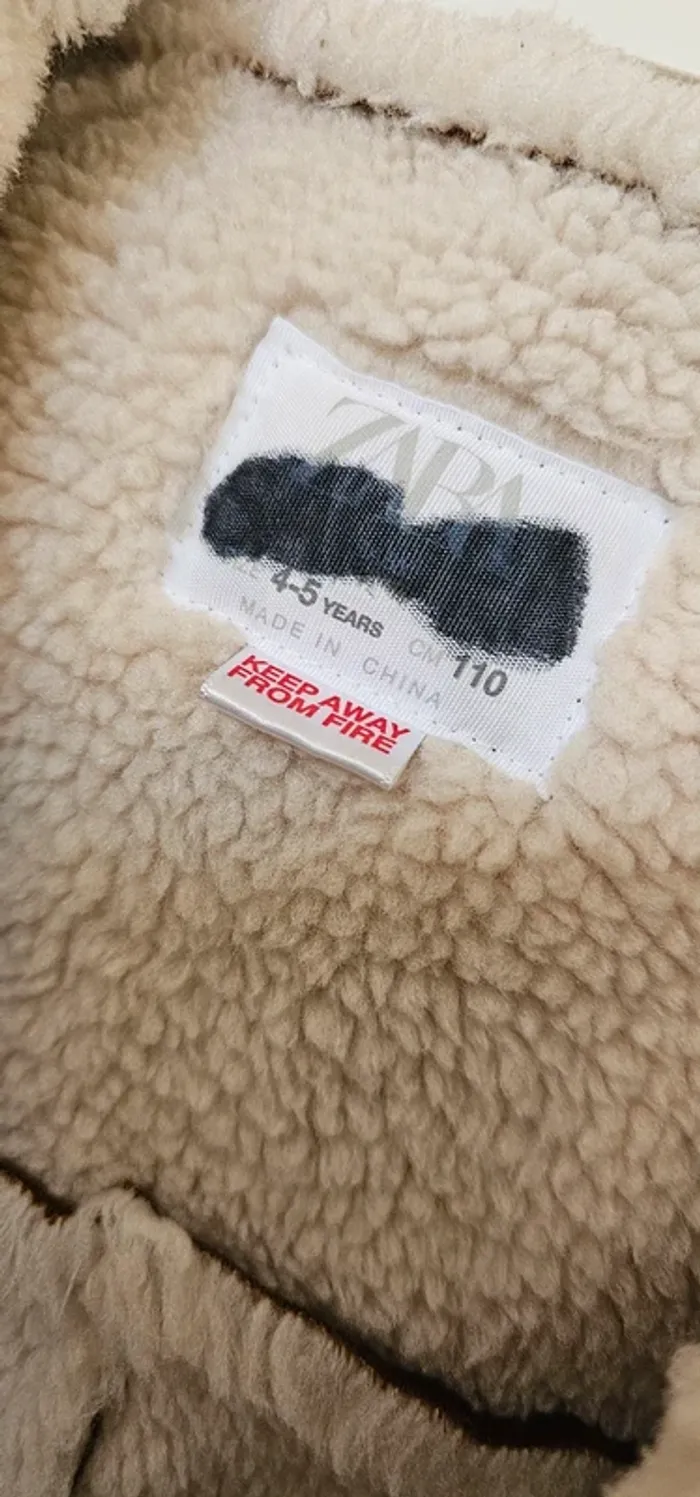 ZARA
4-5 YEARS CM 110
MADE IN CHINA
KEEP AWAY
FROM FIRE